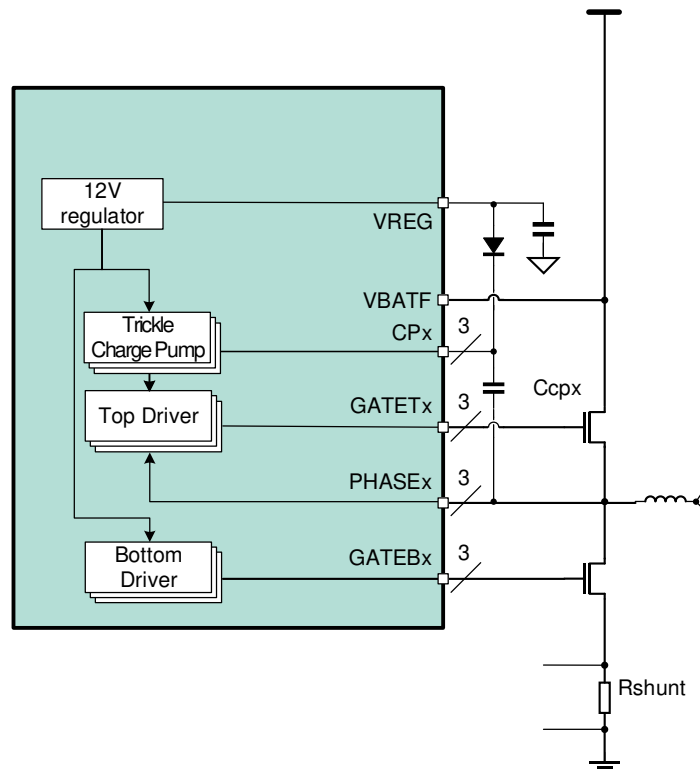 12V
regulator
VREG
VBATF
CPx
3
Trickle
Charge Pump
Ccpx
Top Driver
GATETx
3
PHASEx
3
Bottom
Driver
GATEBx
3
Rshunt